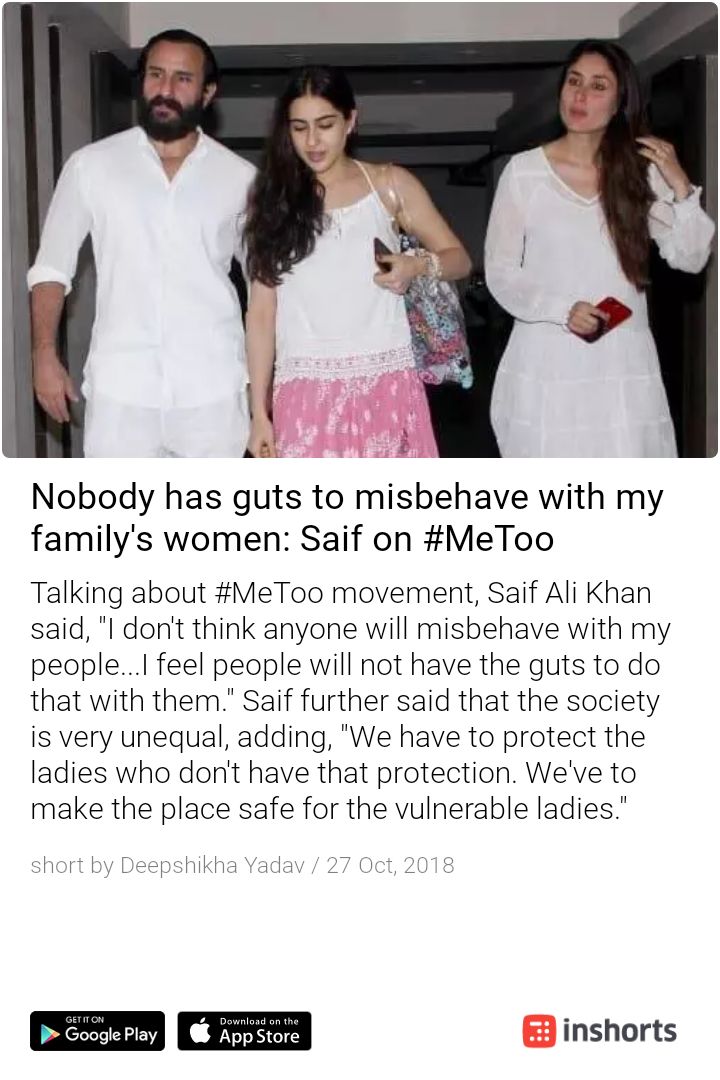 Nobody has guts to misbehave with my
family's women: Saif on #MeToo
Talking about #MeToo movement, Saif Ali Khan
said, "I don't think anyone will misbehave with my
people...I feel people will not have the guts to do
that with them." Saif further said that the society
is very unequal, adding, "We have to protect the
ladies who don't have that protection. We've to
make the place safe for the vulnerable ladies."
short by Deepshikha Yadav / 27 Oct, 2018
GET IT ON
Google Play
Download on the
App Store
inshorts